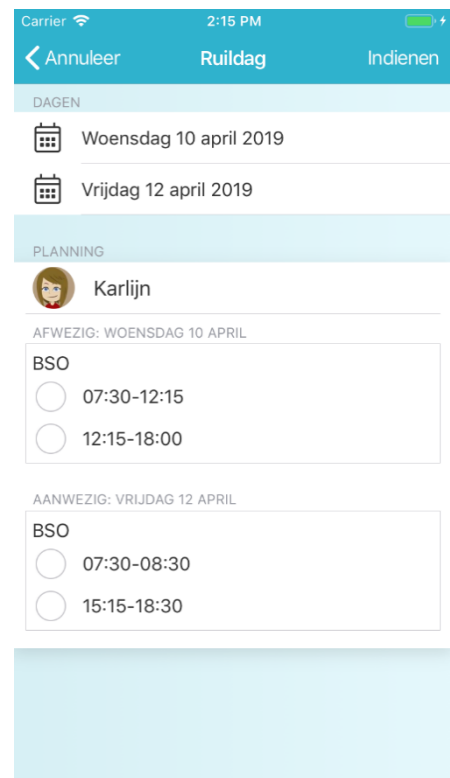 Carrier 2:15 PM
Annuleer Ruildag Indienen
DAGEN
Woensdag 10 april 2019
Vrijdag 12 april 2019
PLANNING
Karlijn
AFWEZIG: WOENSDAG 10 APRIL
BSO
07:30-12:15
12:15-18:00
AANWEZIG: VRIJDAG 12 APRIL
BSO
07:30-08:30
15:15-18:30